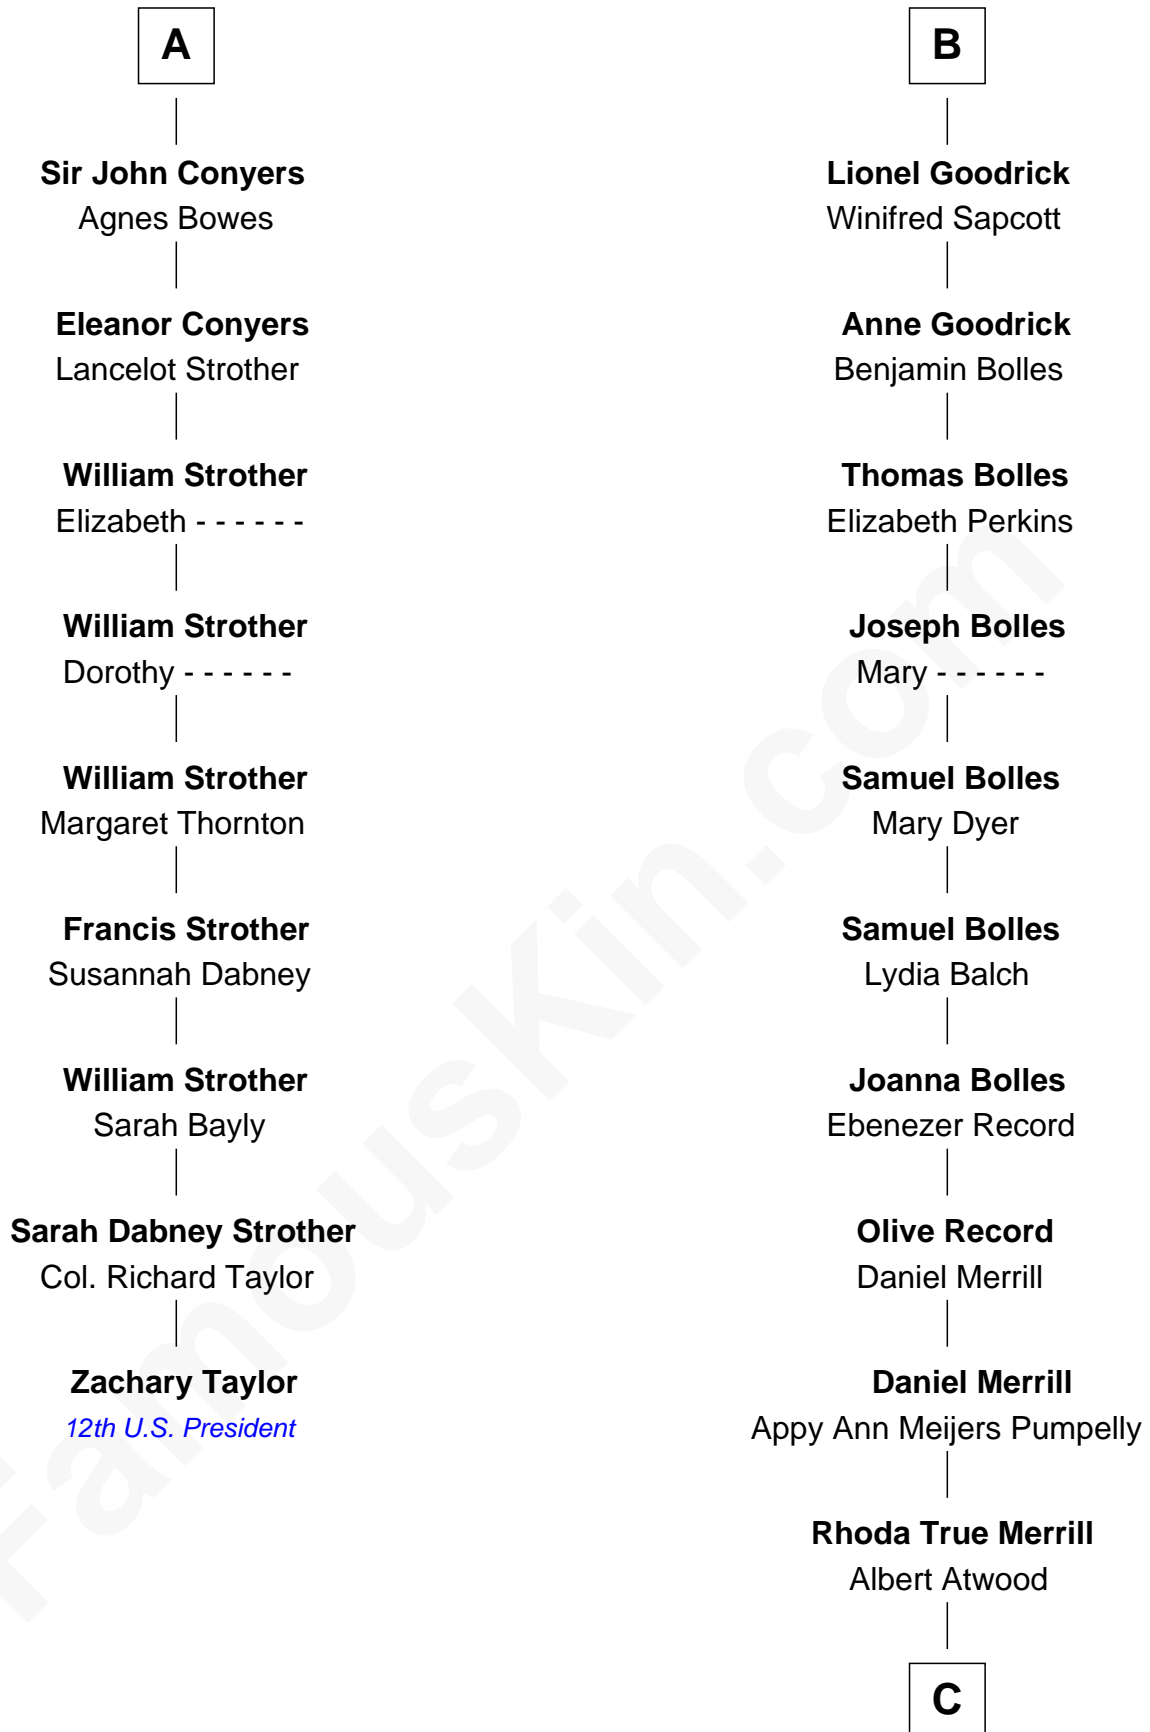 A
Sir John Conyers
Agnes Bowes
Eleanor Conyers
Lancelot Strother
William Strother
Elizabeth - - - - - -
William Strother
Dorothy - - - - - -
William Strother
Margaret Thornton
Francis Strother
Susannah Dabney
William Strother
Sarah Bayly
Sarah Dabney Strother
Col. Richard Taylor
Zachary Taylor
12th U.S. President
B
Lionel Goodrick
Winifred Sapcott
Anne Goodrick
Benjamin Bolles
Thomas Bolles
Elizabeth Perkins
Joseph Bolles
Mary - - - - - -
Samuel Bolles
Mary Dyer
Samuel Bolles
Lydia Balch
Joanna Bolles
Ebenezer Record
Olive Record
Daniel Merrill
Daniel Merrill
Appy Ann Meijers Pumpelly
Rhoda True Merrill
Albert Atwood
C
FamousKin.com